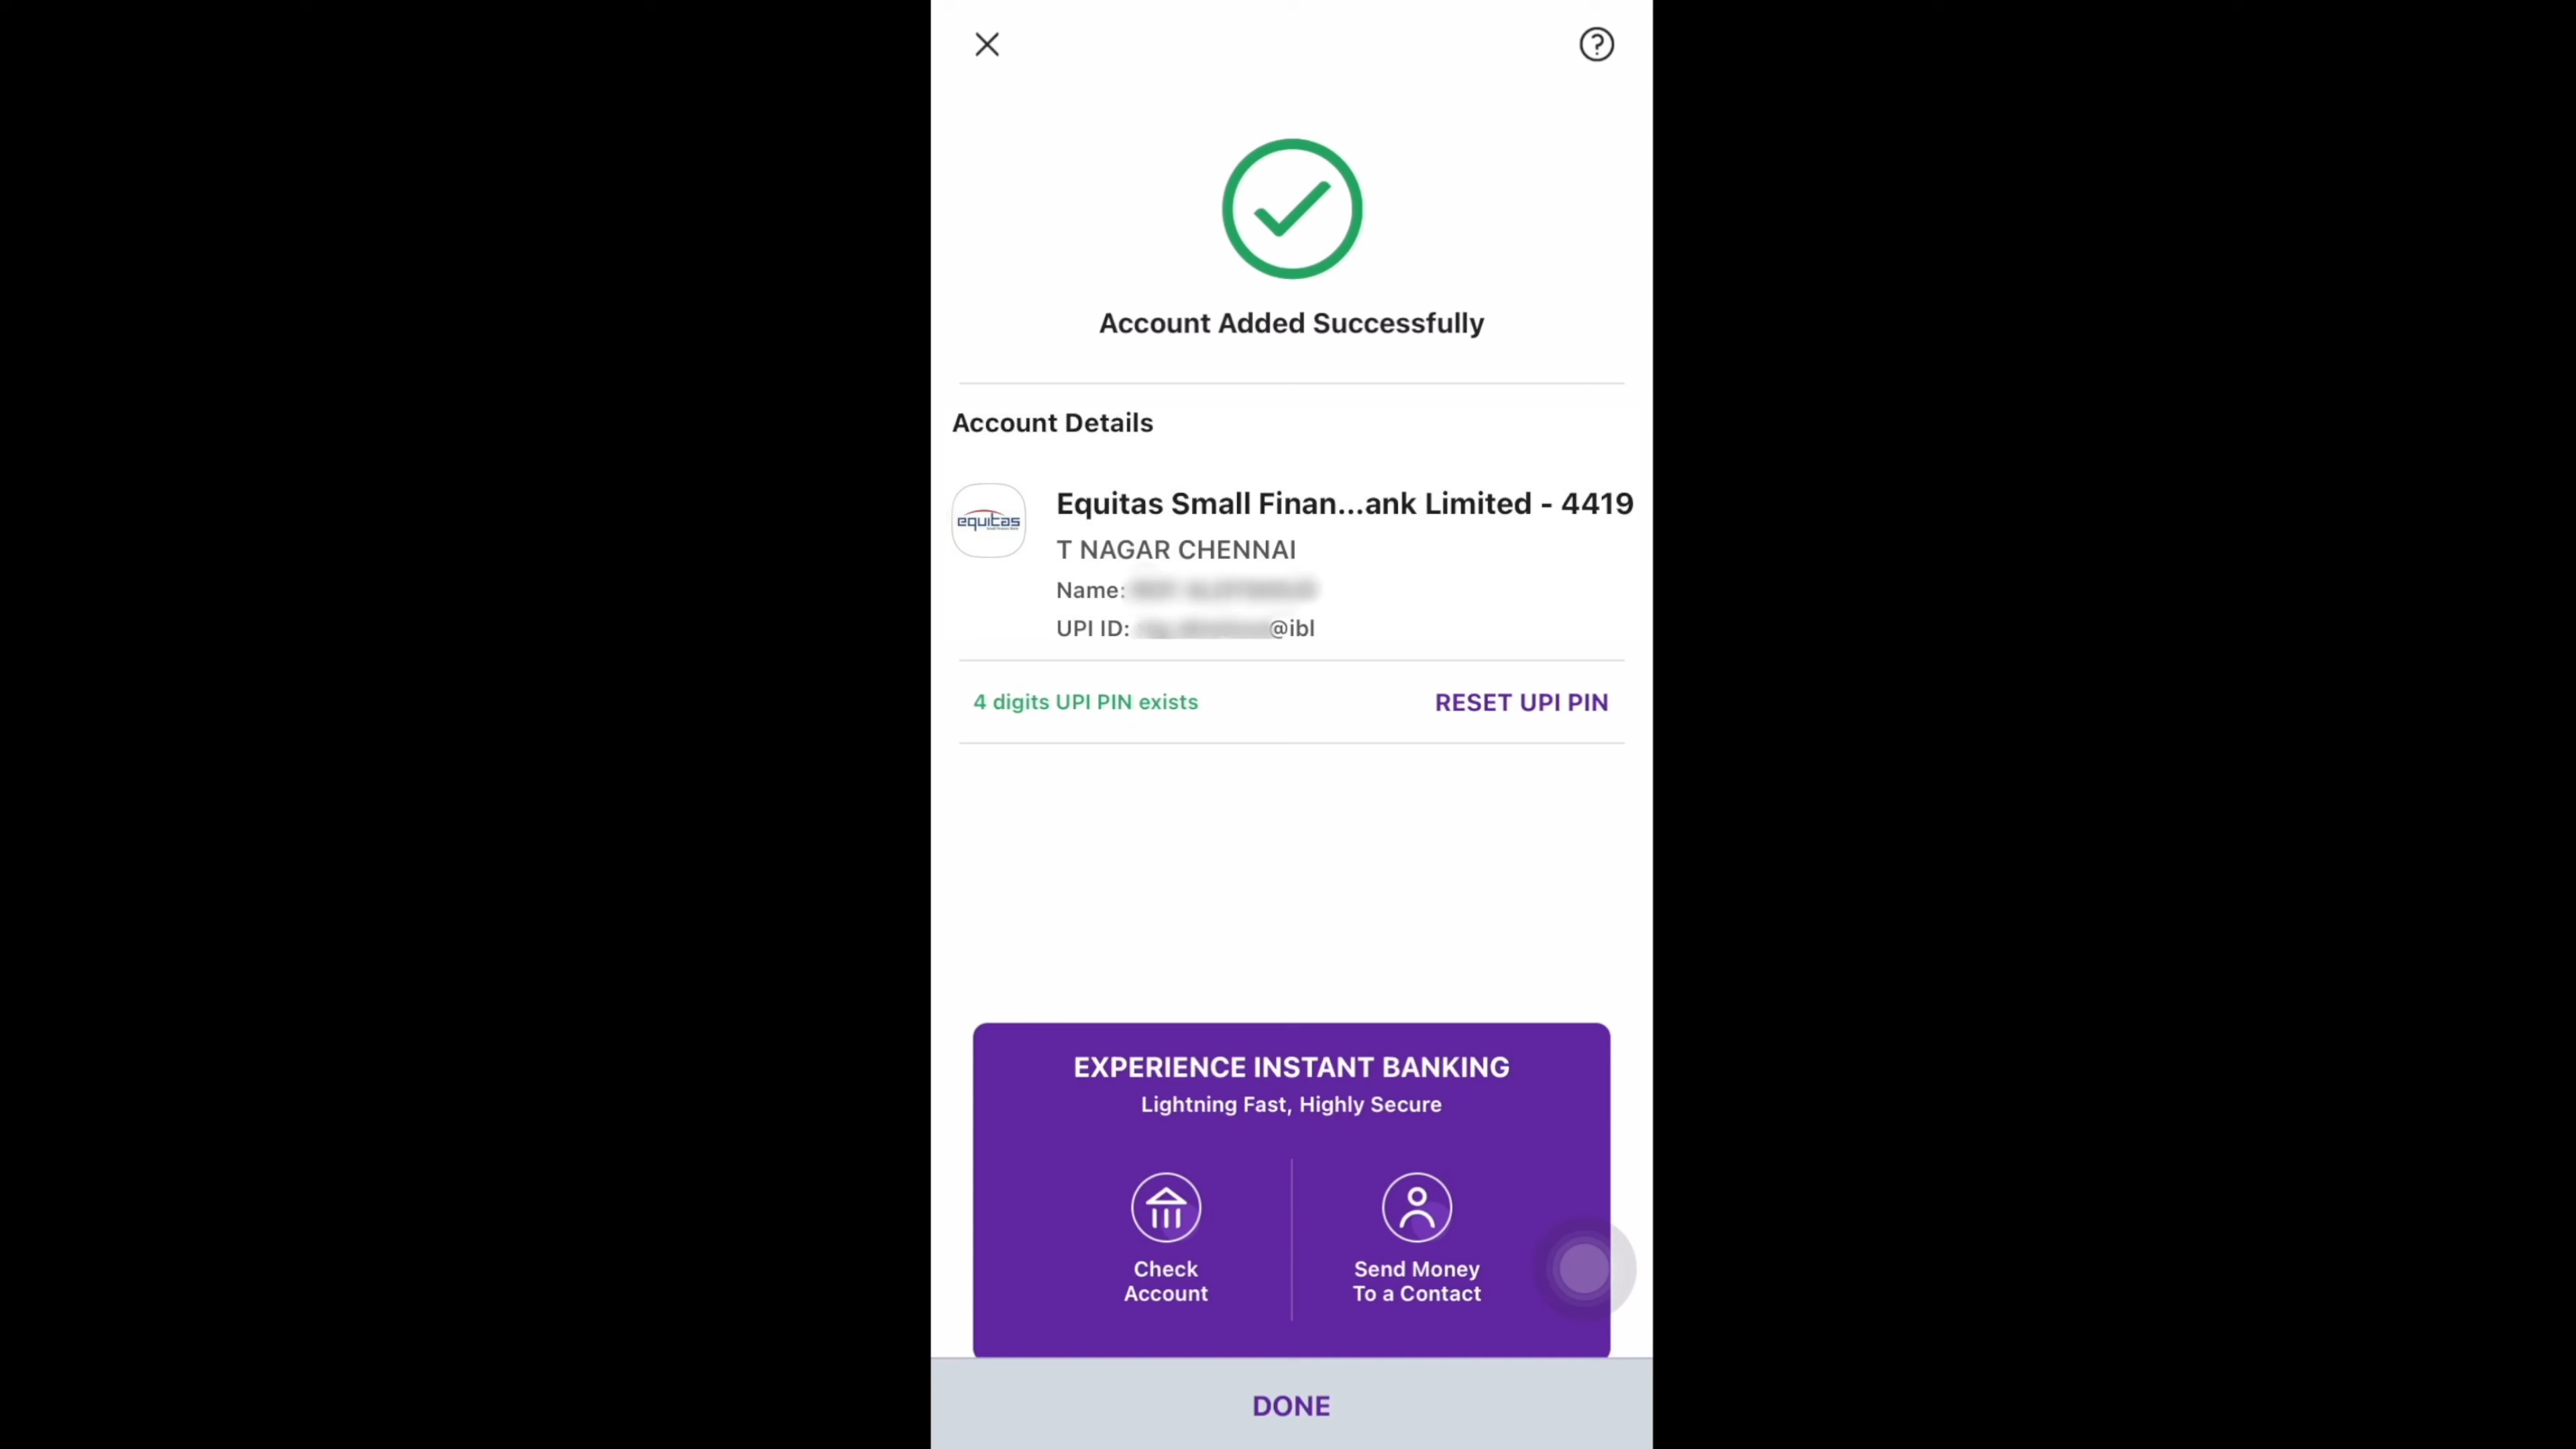 Account Added Successfully
Account Details
equitas
Equitas Small Finan...ank Limited - 4419
T NAGAR CHENNAI
Name:
UPI ID: @ibl
4 digits UPI PIN exists
RESET UPI PIN
EXPERIENCE INSTANT BANKING
Lightning Fast, Highly Secure
Check
Account
Send Money
To a Contact
DONE